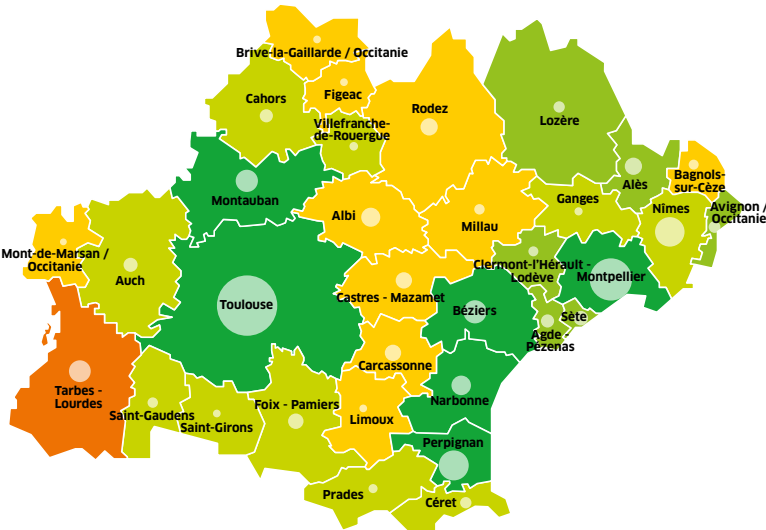 Brive-la-Gaillarde / Occitanie
Figeac
Cahors
Rodez
Villefranche-
de-Rouergue
Lozère
Alès
Bagnols-
sur-Cèze
Montauban
Albi
Millau
Ganges
Nîmes
Avignon /
Occitanie
Mont-de-Marsan /
Occitanie
Auch
Toulouse
Castres - Mazamet
Clermont-l'Hérault -
Lodève
Montpellier
Béziers
Sète
Agde -
Pézenas
Carcassonne
Tarbes -
Lourdes
Saint-Gaudens
Saint-Girons
Foix - Pamiers
Limoux
Narbonne
Perpignan
Prades
Céret